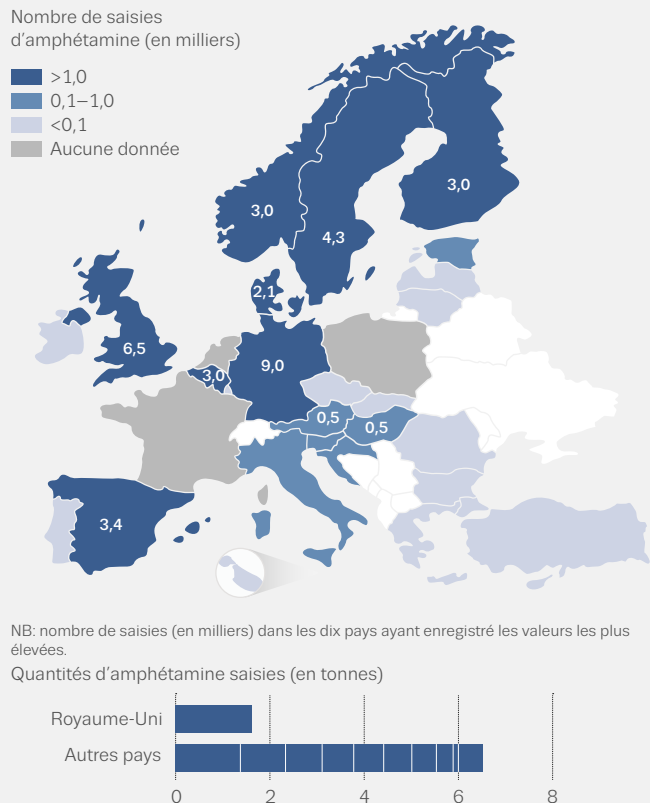 Nombre de saisies
d’amphétamine (en milliers)
>1,0
0,1–1,0
<0,1
Aucune donnée
3,0
3,0
4,3
2,1
6,5
3,0
9,0
0,5
0,5
3,4
NB: nombre de saisies (en milliers) dans les dix pays ayant enregistré les valeurs les plus
élevées.
Quantités d’amphétamine saisies (en tonnes)
Royaume-Uni
Autres pays
0 2 4 6 8